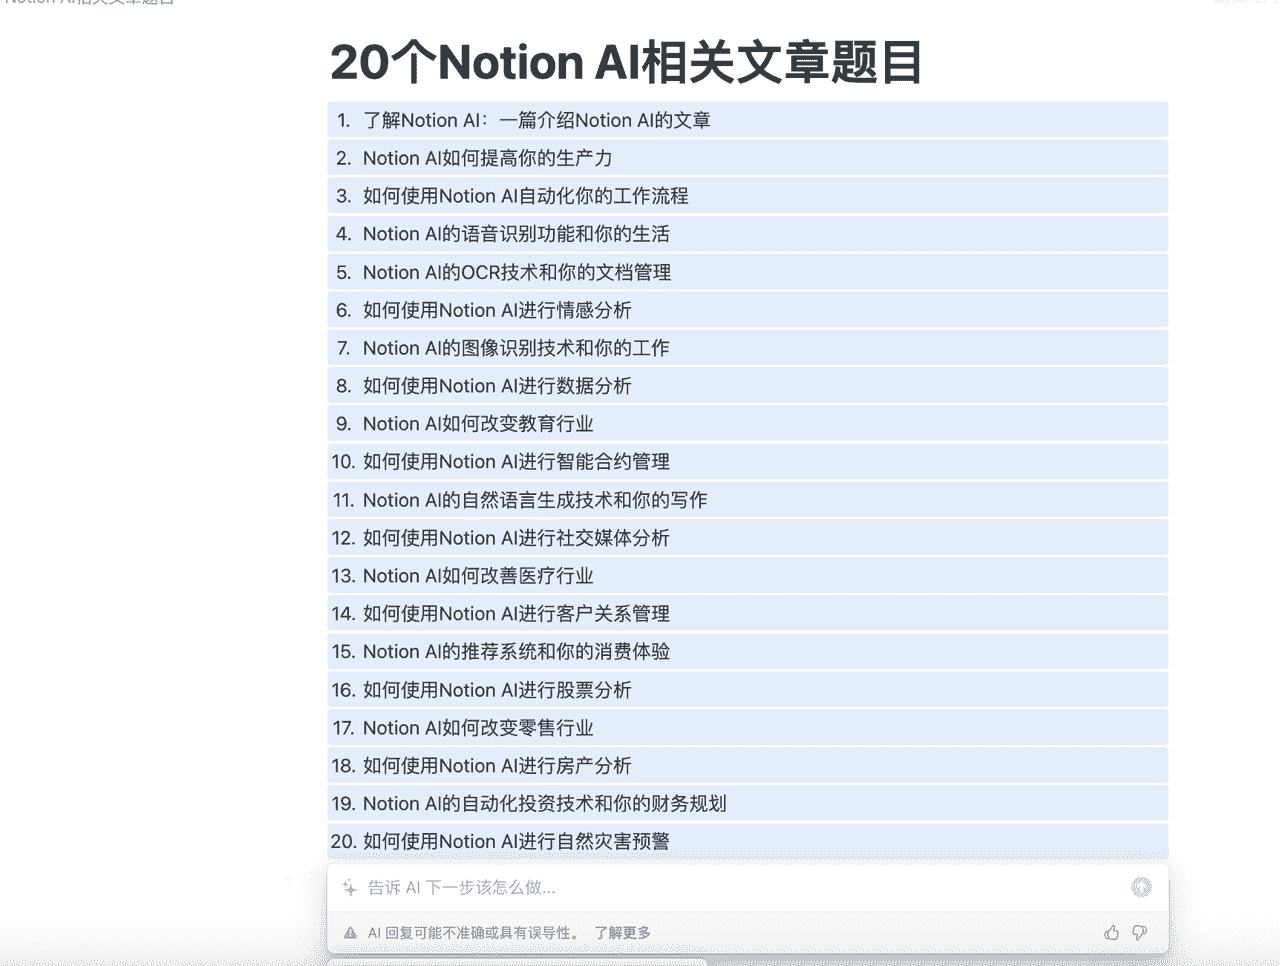 20个Notion AI相关文章题目
1. 了解Notion AI：一篇介绍Notion AI的文章
2. Notion AI如何提高你的生产力
3. 如何使用Notion AI自动化你的工作流程
4. Notion AI的语音识别功能和你的生活
5. Notion AI的OCR技术和你的文档管理
6. 如何使用Notion AI进行情感分析
7. Notion AI的图像识别技术和你的工作
8. 如何使用Notion AI进行数据分析
9. Notion AI如何改变教育行业
10. 如何使用Notion AI进行智能合约管理
11. Notion AI的自然语言生成技术和你的写作
12. 如何使用Notion AI进行社交媒体分析
13. Notion AI如何改善医疗行业
14. 如何使用Notion AI进行客户关系管理
15. Notion AI的推荐系统和你的消费体验
16. 如何使用Notion AI进行股票分析
17. Notion AI如何改变零售行业
18. 如何使用Notion AI进行房产分析
19. Notion AI的自动化投资技术和你的财务规划
20. 如何使用Notion AI进行自然灾害预警
告诉 AI 下一步该怎么做...
AI 回复可能不准确或具有误导性。 了解更多